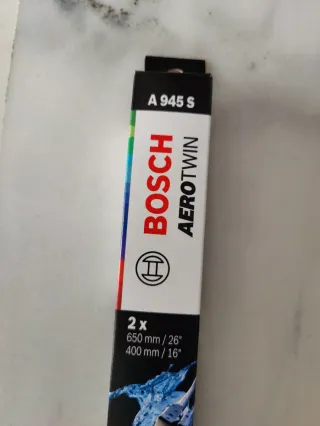 A 945 S
BOSCH
AEROTWIN
2 x
650 mm / 26"
400 mm / 16"